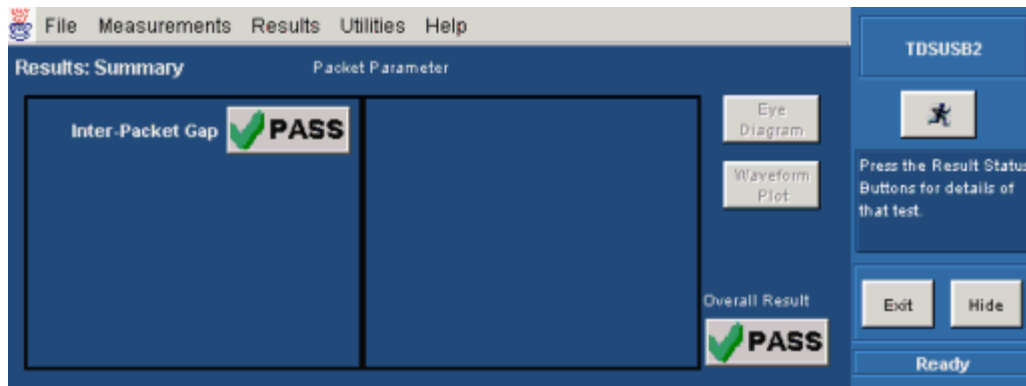 File Measurements Results Utilities Help
TDSUSB2
Results: Summary Packet Parameter
Inter-Packet Gap PASS
Eye
Diagram
Waveform
Plot
Press the Result Status
Buttons for details of
that test.
Overall Result
PASS
Exit Hide
Ready